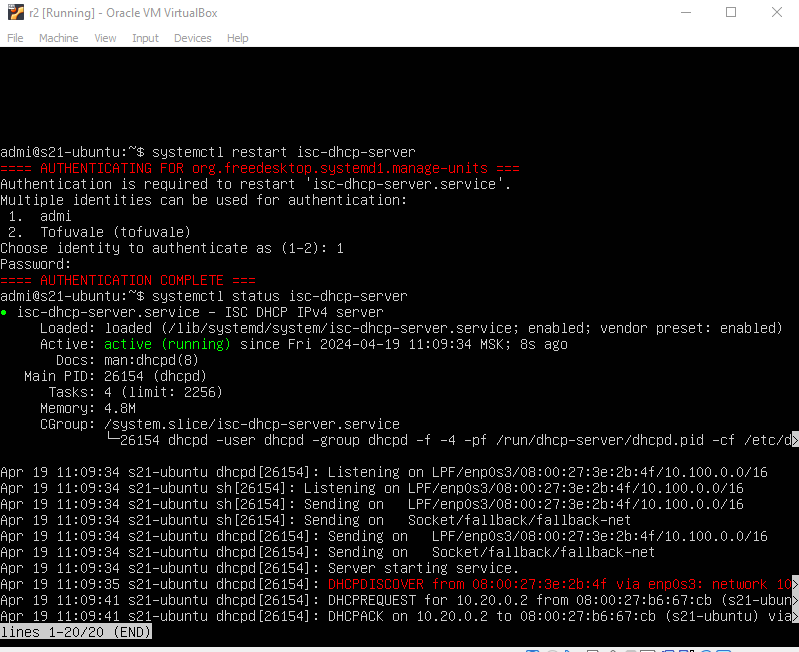 r2 [Running] - Oracle VM VirtualBox
File Machine View Input Devices Help
admi@s21-ubuntu:~$ systemctl restart isc-dhcp-server
==== AUTHENTICATING FOR org.freedesktop.systemd1.manage-units ===
Authentication is required to restart 'isc-dhcp-server.service'.
Multiple identities can be used for authentication:
 1.  admi
 2.  Tofuvale (tofuvale)
Choose identity to authenticate as (1-2): 1
Password:
==== AUTHENTICATION COMPLETE ===
admi@s21-ubuntu:~$ systemctl status isc-dhcp-server
● isc-dhcp-server.service - ISC DHCP IPv4 server
     Loaded: loaded (/lib/systemd/system/isc-dhcp-server.service; enabled; vendor preset: enabled)
     Active: active (running) since Fri 2024-04-19 11:09:34 MSK; 8s ago
       Docs: man:dhcpd(8)
   Main PID: 26154 (dhcpd)
      Tasks: 4 (limit: 2256)
     Memory: 4.8M
     CGroup: /system.slice/isc-dhcp-server.service
             └─26154 dhcpd -user dhcpd -group dhcpd -f -4 -pf /run/dhcp-server/dhcpd.pid -cf /etc/d>
Apr 19 11:09:34 s21-ubuntu dhcpd[26154]: Listening on LPF/enp0s3/08:00:27:3e:2b:4f/10.100.0.0/16
Apr 19 11:09:34 s21-ubuntu sh[26154]: Listening on LPF/enp0s3/08:00:27:3e:2b:4f/10.100.0.0/16
Apr 19 11:09:34 s21-ubuntu sh[26154]: Sending on   LPF/enp0s3/08:00:27:3e:2b:4f/10.100.0.0/16
Apr 19 11:09:34 s21-ubuntu sh[26154]: Sending on   Socket/fallback/fallback-net
Apr 19 11:09:34 s21-ubuntu dhcpd[26154]: Sending on   LPF/enp0s3/08:00:27:3e:2b:4f/10.100.0.0/16
Apr 19 11:09:34 s21-ubuntu dhcpd[26154]: Sending on   Socket/fallback/fallback-net
Apr 19 11:09:34 s21-ubuntu dhcpd[26154]: Server starting service.
Apr 19 11:09:35 s21-ubuntu dhcpd[26154]: DHCPDISCOVER from 08:00:27:3e:2b:4f via enp0s3: network 10>
Apr 19 11:09:41 s21-ubuntu dhcpd[26154]: DHCPREQUEST for 10.20.0.2 from 08:00:27:b6:67:cb (s21-ubun>
Apr 19 11:09:41 s21-ubuntu dhcpd[26154]: DHCPACK on 10.20.0.2 to 08:00:27:b6:67:cb (s21-ubuntu) via>
lines 1-20/20 (END)